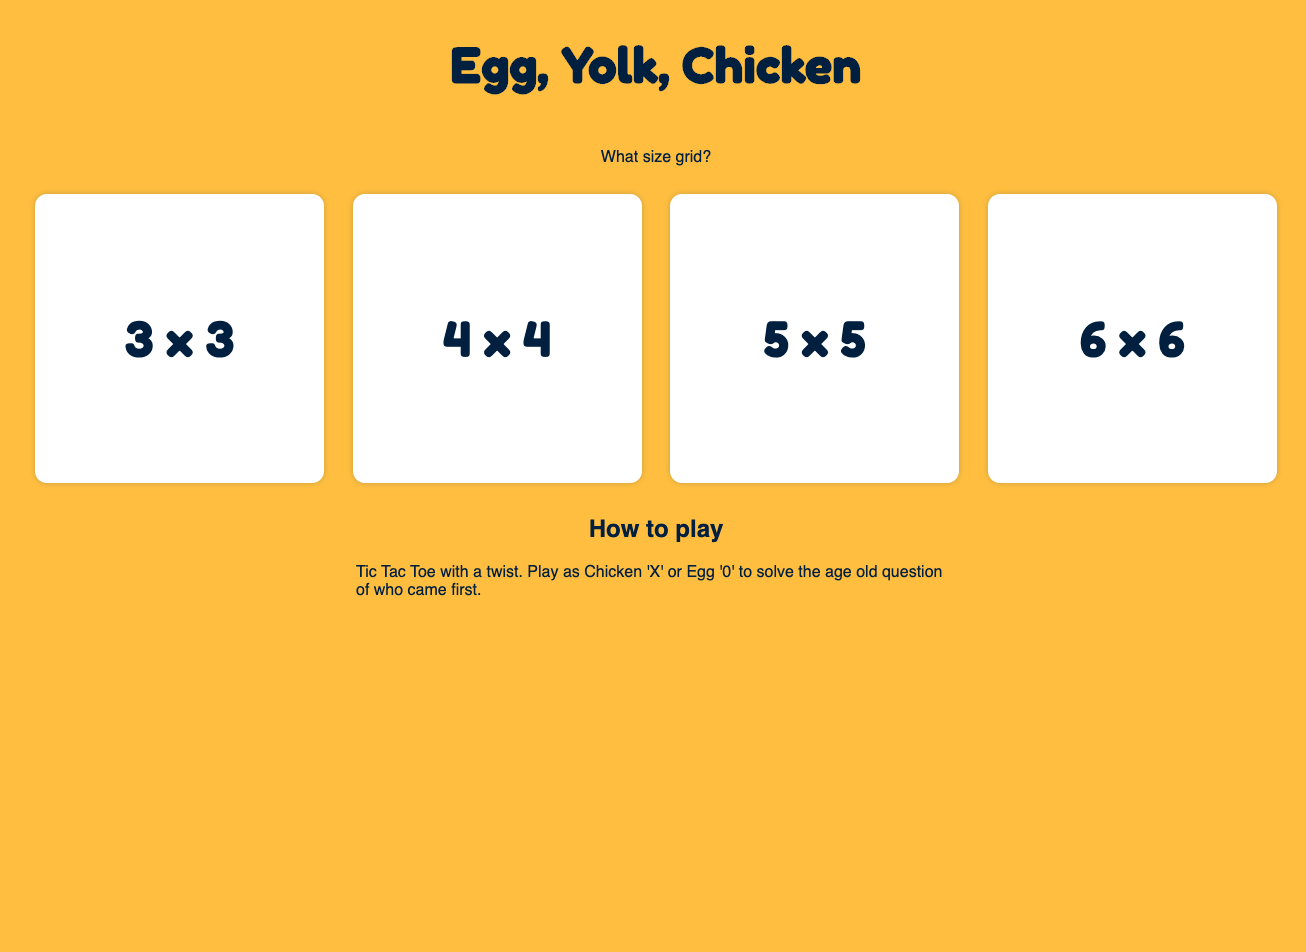 Egg, Yolk, Chicken
What size grid?
3 x 3
4 x 4
5 x 5
6 x 6
How to play
Tic Tac Toe with a twist. Play as Chicken 'X' or Egg '0' to solve the age old question
of who came first.